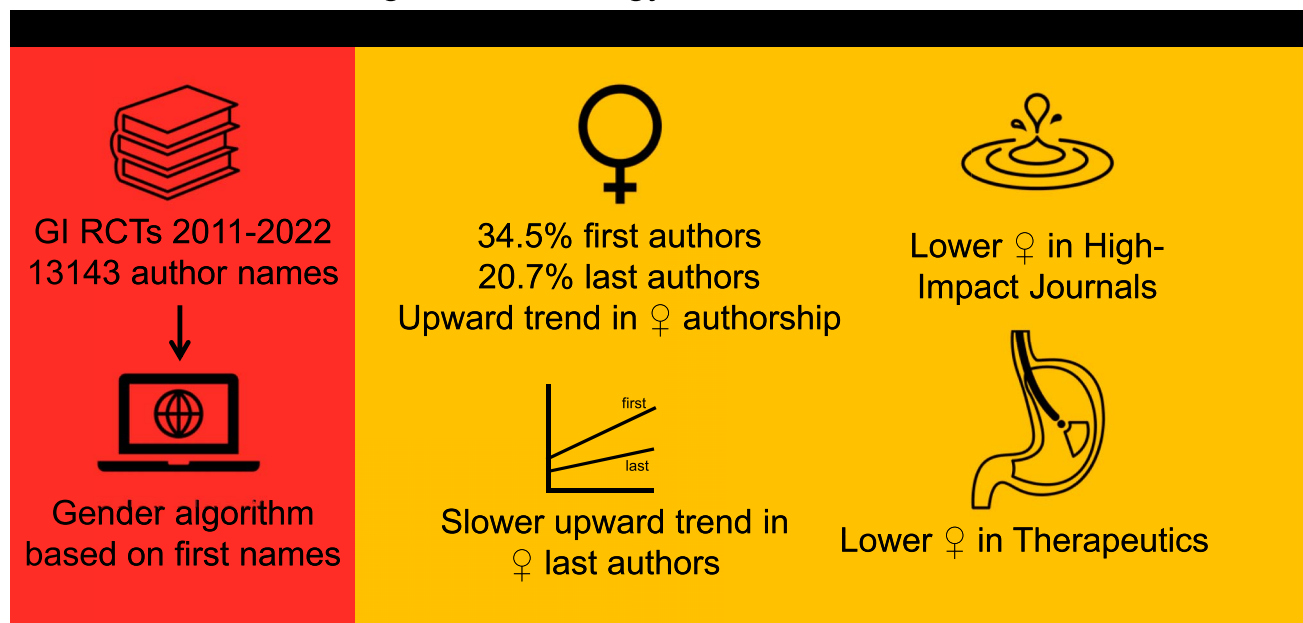 GI RCTs 2011-2022
13143 author names
Gender algorithm
based on first names
34.5% first authors
20.7% last authors
Upward trend in ♀ authorship
first
last
Slower upward trend in
♀ last authors
Lower ♀ in High-
Impact Journals
Lower ♀ in Therapeutics